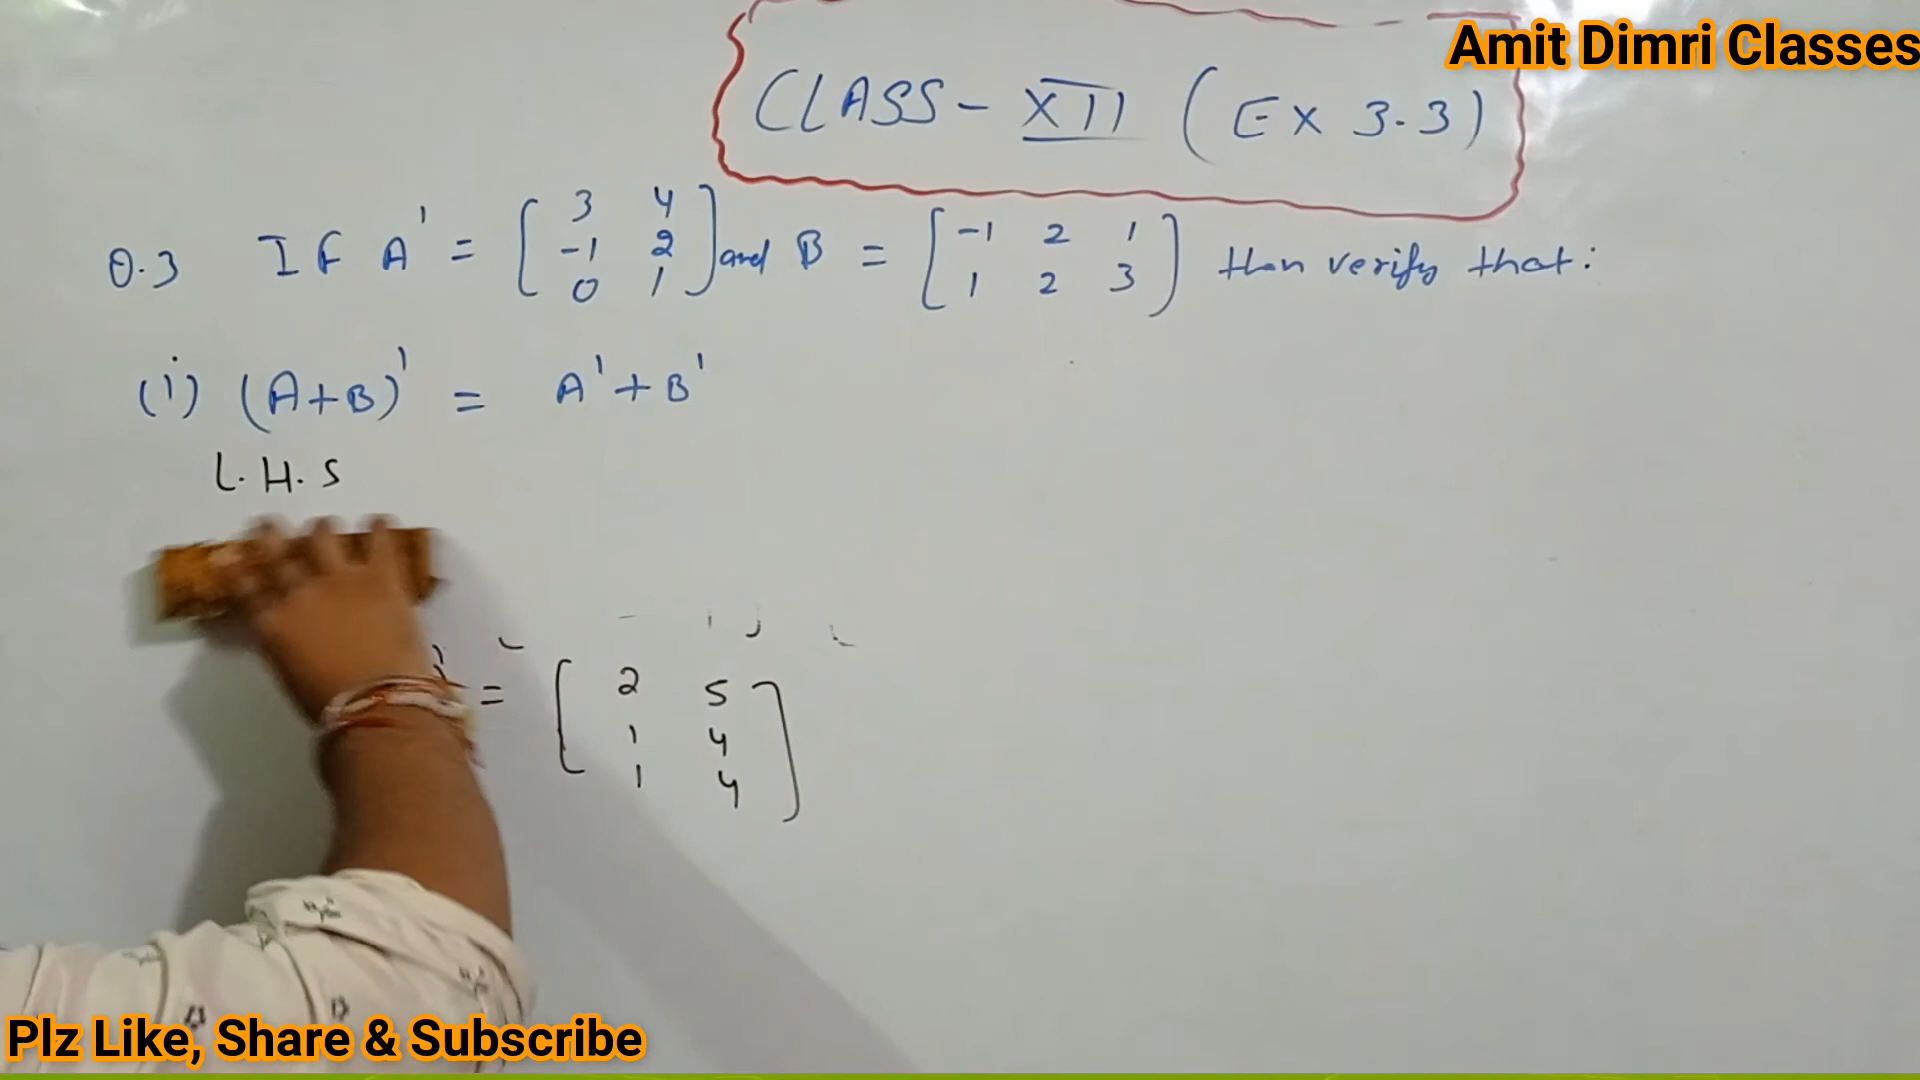 Amit Dimri Classes
CLASS - XII (EX 3.3)
Q.3 If A' = [ 3 4 ] and B = [ -1 2 1 ] then verify that:
-1 2 1 2 3
0 1
(i) (A+B)' = A'+B'
L.H.S
)' = [ 2 5 ]
1 4
1 4
Plz Like, Share & Subscribe